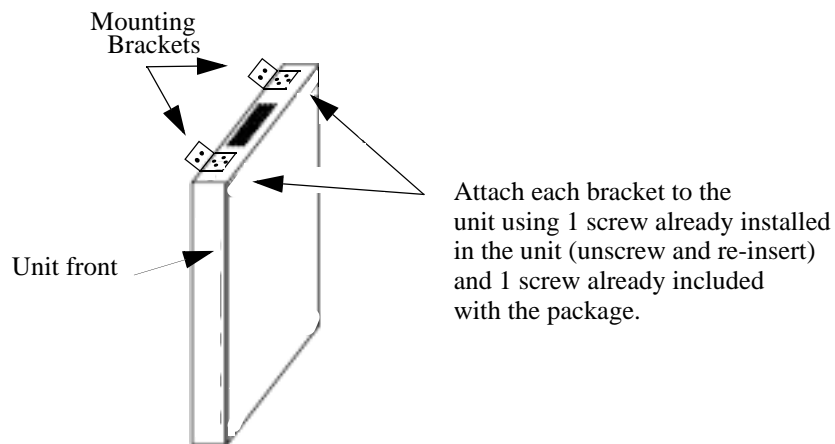 Mounting
Brackets
Attach each bracket to the
unit using 1 screw already installed
in the unit (unscrew and re-insert)
and 1 screw already included
with the package.
Unit front